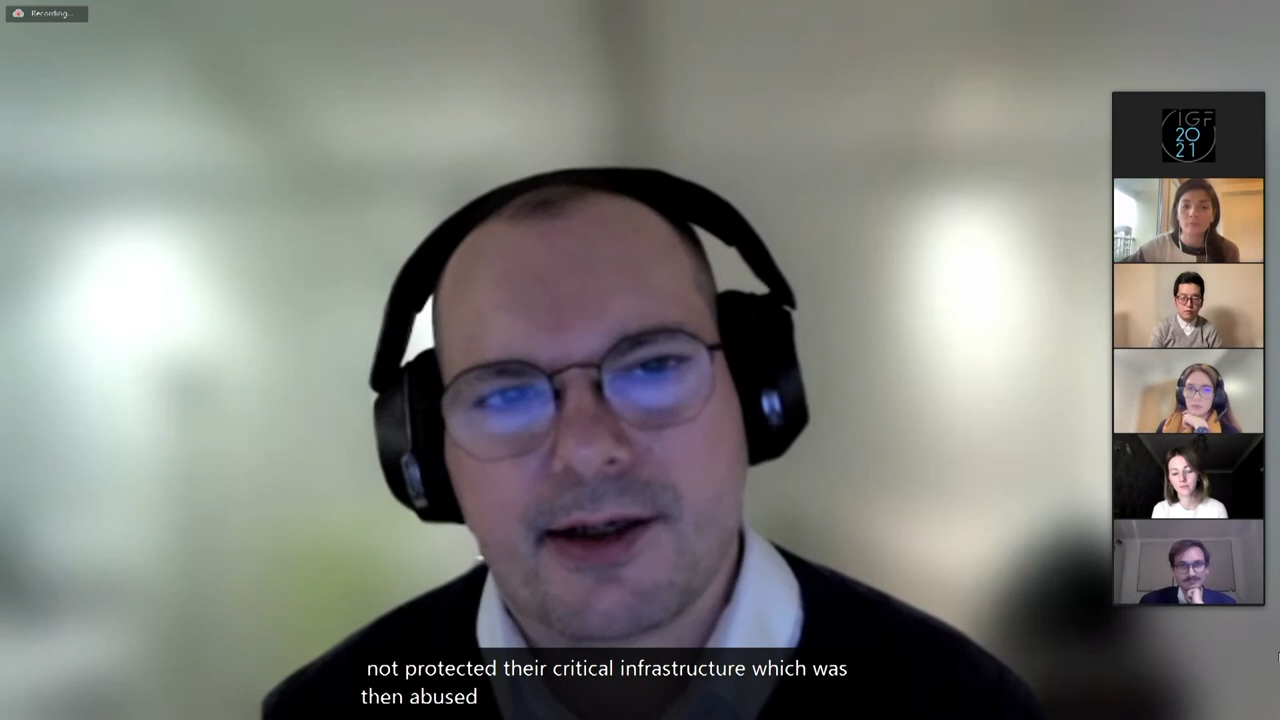 Recording...
IGF
20
21
not protected their critical infrastructure which was
then abused